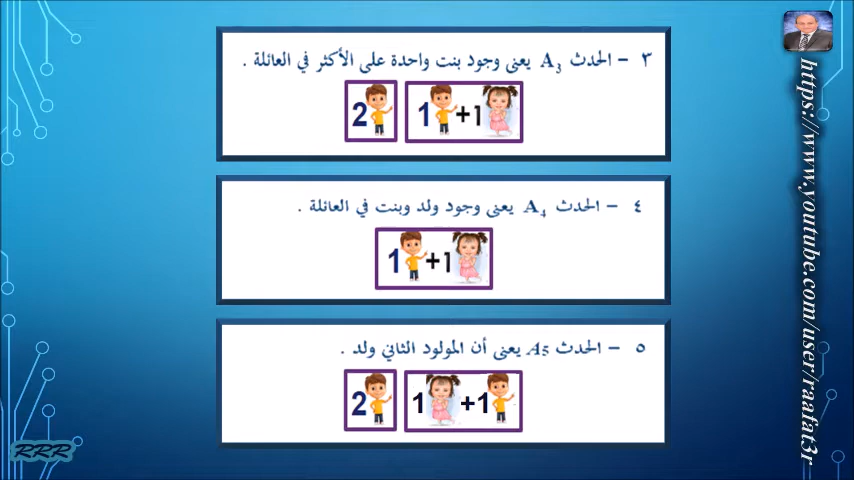 ٣ - الحدث A3 يعنى وجود بنت واحدة على الأكثر في العائلة .
2 1 +1
٤ - الحدث A4 يعنى وجود ولد وبنت في العائلة .
1 +1
٥ - الحدث A5 يعنى أن المولود الثاني ولد .
2 1 +1
https://www.youtube.com/user/raafat3r
RRR